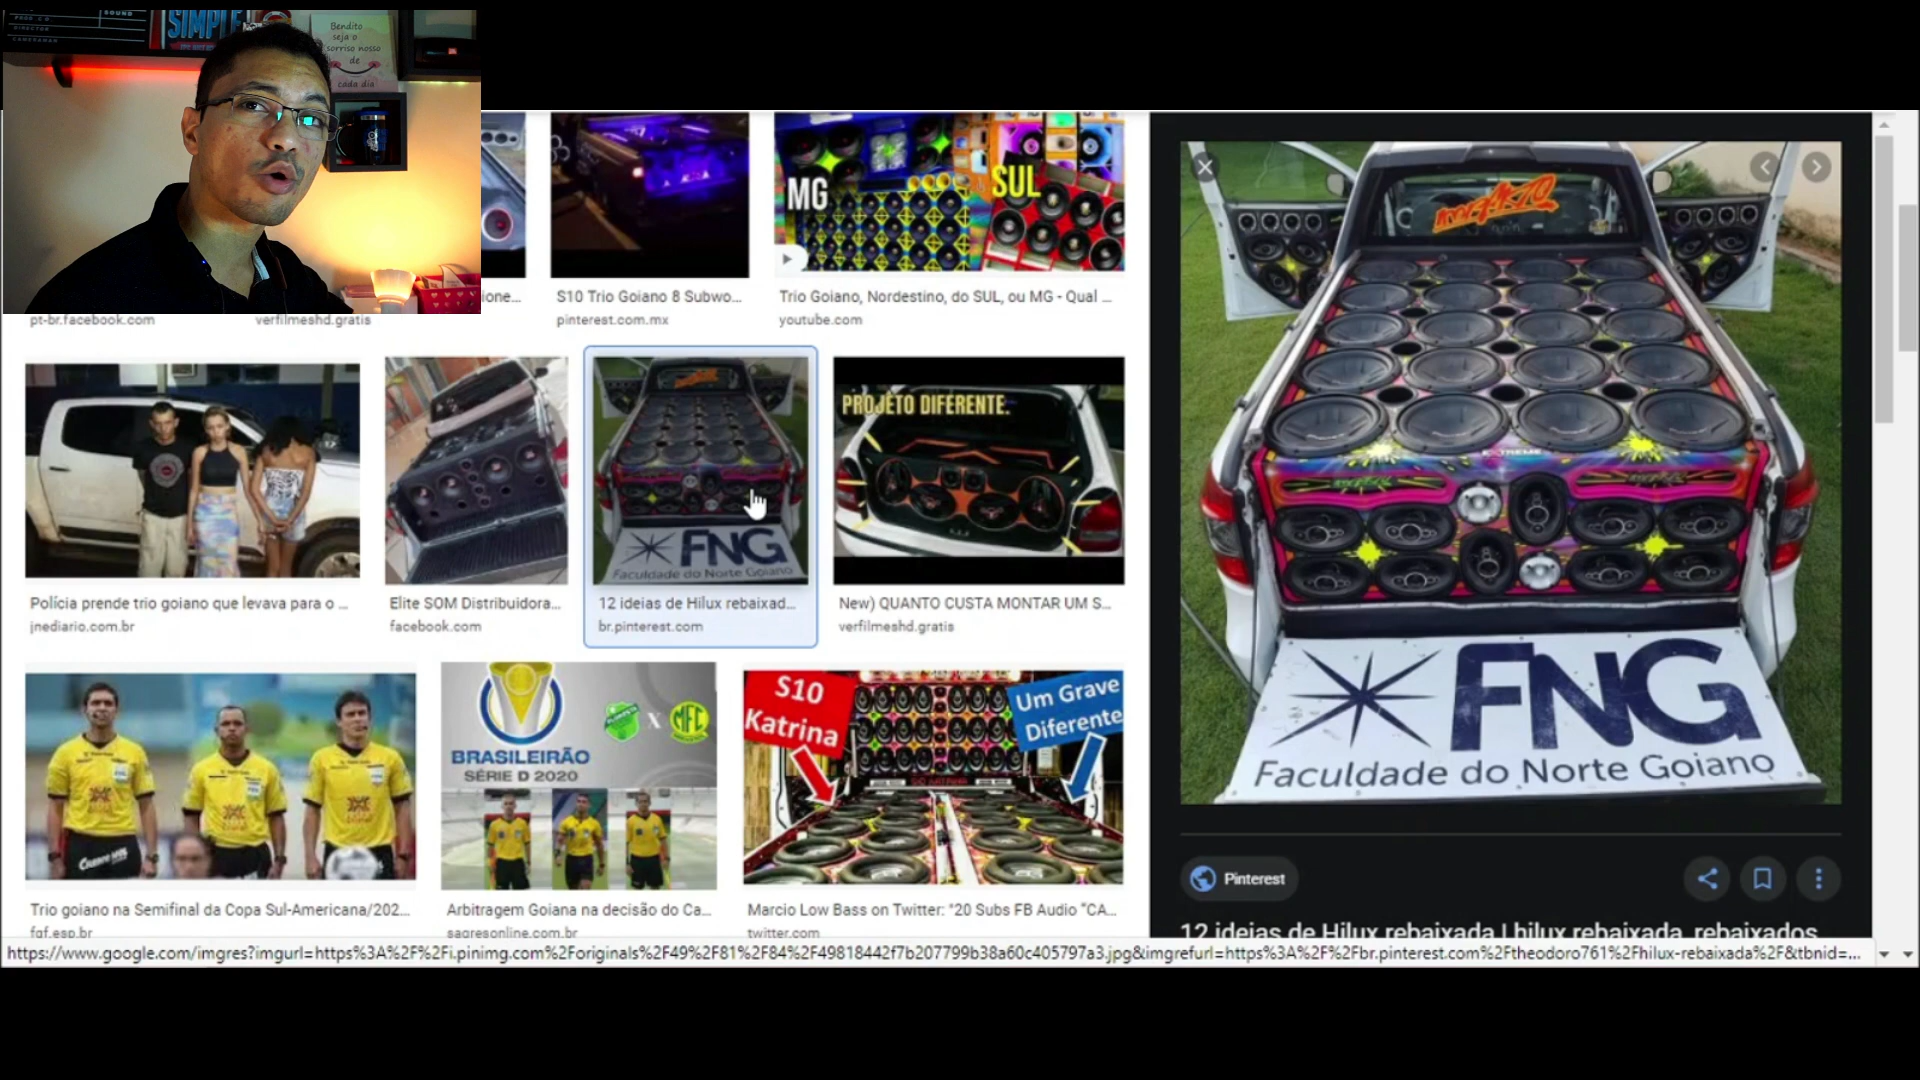 SOUND
DIRECTOR
CAMERAMAN
SIMPLE
Bendito
seja o
sorriso nosso
de
cada dia
MG
SUL
S10 Trio Goiano 8 Subwo...
pinterest.com.mx
Trio Goiano, Nordestino, do SUL, ou MG - Qual ...
youtube.com
pt-br.facebook.com
verfilmeshd.gratis
PROJETO DIFERENTE.
FNG
Faculdade do Norte Goiano
Polícia prende trio goiano que levava para o ...
jnediario.com.br
Elite SOM Distribuidora...
facebook.com
12 ideias de Hilux rebaixad...
br.pinterest.com
New) QUANTO CUSTA MONTAR UM S...
verfilmeshd.gratis
BRASILEIRÃO
SÉRIE D 2020
X
MFC
S10
Katrina
Um Grave
Diferente
Trio goiano na Semifinal da Copa Sul-Americana/202...
fgf.esp.br
Arbitragem Goiana na decisão do Ca...
sagresonline.com.br
Marcio Low Bass on Twitter: "20 Subs FB Audio “CA...
twitter.com
EXTREME
FNG
Faculdade do Norte Goiano
Pinterest
12 ideias de Hilux rebaixada | hilux rebaixada, rebaixados
https://www.google.com/imgres?imgurl=https%3A%2F%2Fi.pinimg.com%2Foriginals%2F49%2F81%2F84%2F49818442f7b207799b38a60c405797a3.jpg&imgrefurl=https%3A%2F%2Fbr.pinterest.com%2Ftheodoro761%2Fhilux-rebaixada%2F&tbnid=...